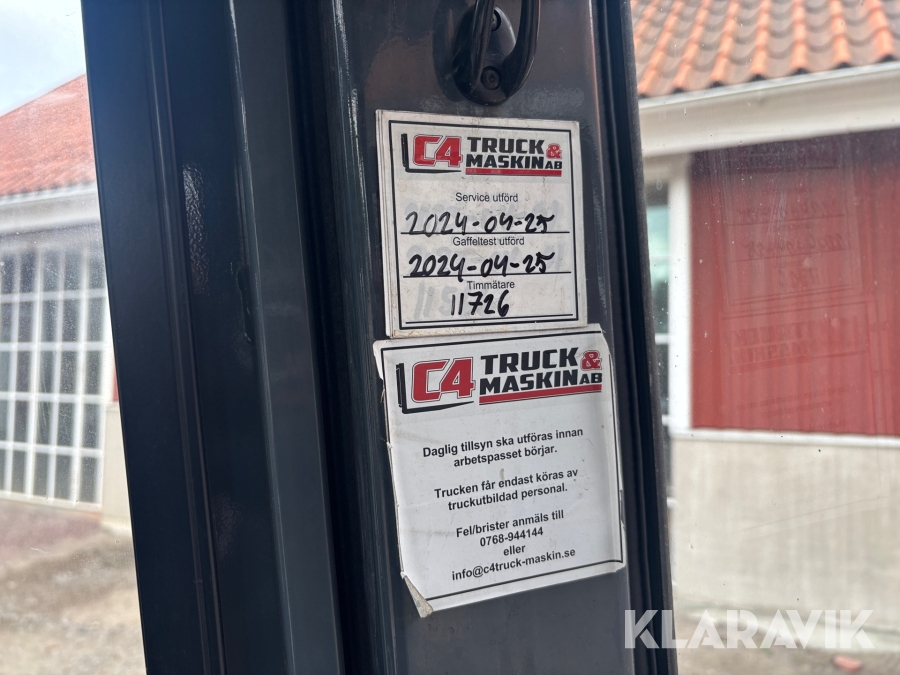 C4 TRUCK &
MASKIN AB
Service utförd
2024-04-25
Gaffeltest utförd
2024-04-25
Timmätare
11726
C4 TRUCK &
MASKIN AB
Daglig tillsyn ska utföras innan
arbetspasset börjar.
Trucken får endast köras av
truckutbildad personal.
Fel/brister anmäls till
0768-944144
eller
info@c4truck-maskin.se
KLARAVIK